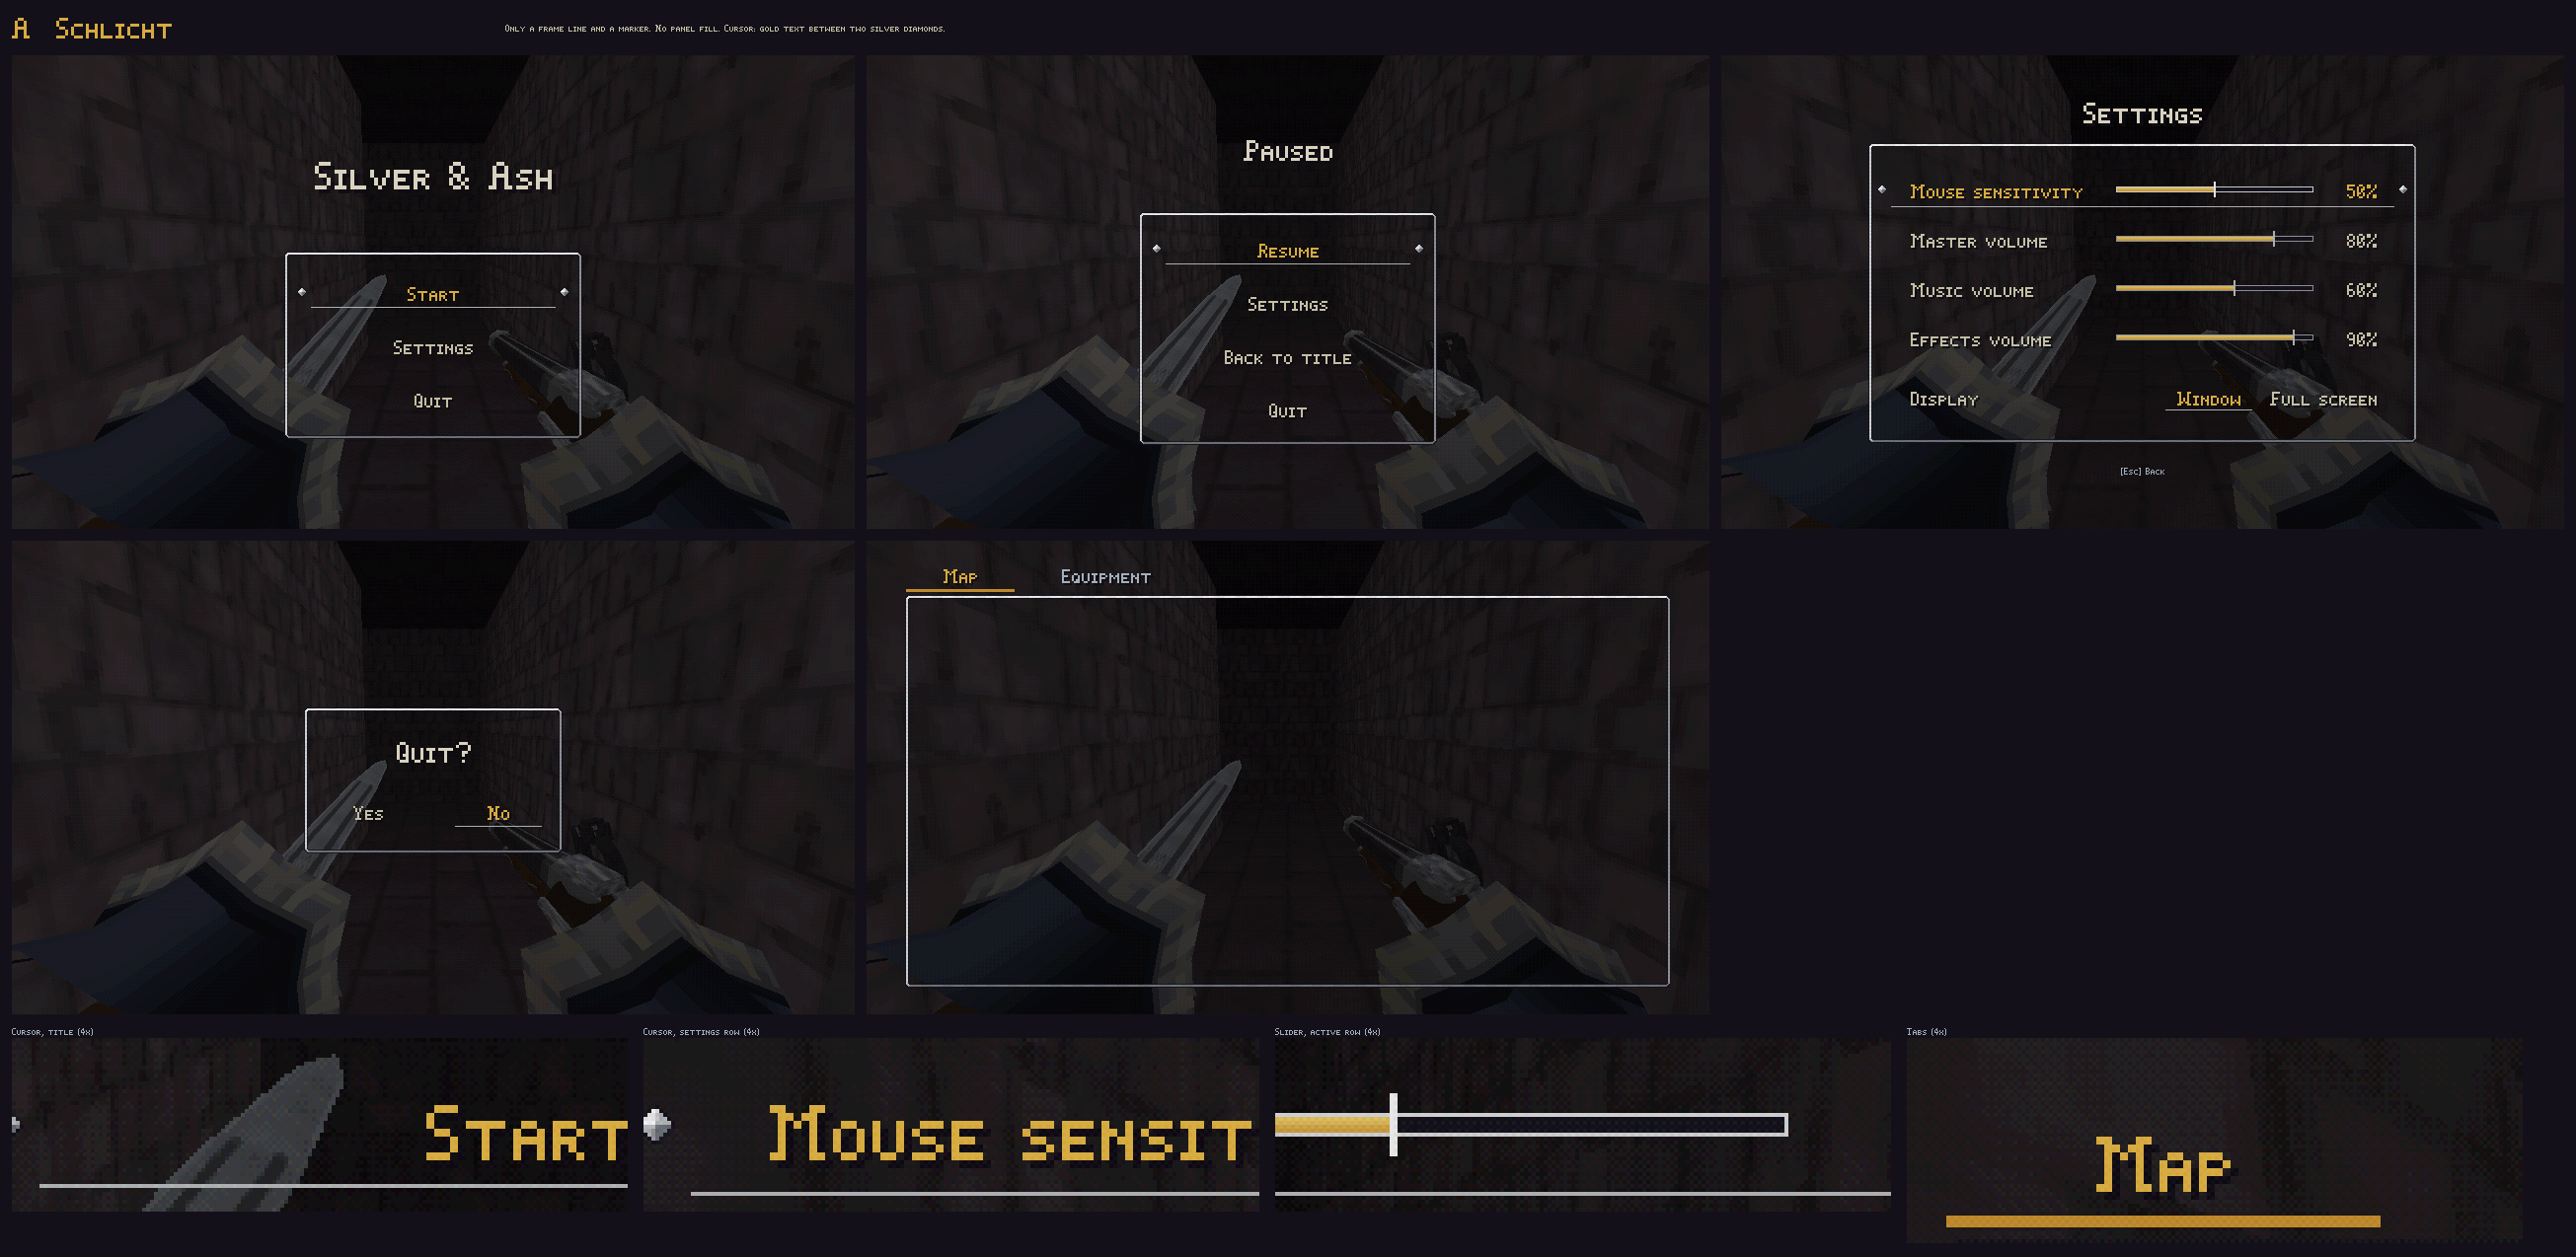 A Schlicht
Only a frame line and a marker. No panel fill. Cursor: gold text between two silver diamonds.
Silver & Ash
Start
Settings
Quit
Paused
Resume
Settings
Back to title
Quit
Settings
Mouse sensitivity 50%
Master volume 80%
Music volume 60%
Effects volume 90%
Display Window Full screen
[Esc] Back
Quit?
Yes No
Map Equipment
Cursor, title (4x)
Start
Cursor, settings row (4x)
Mouse sensit
Slider, active row (4x)
Tabs (4x)
Map